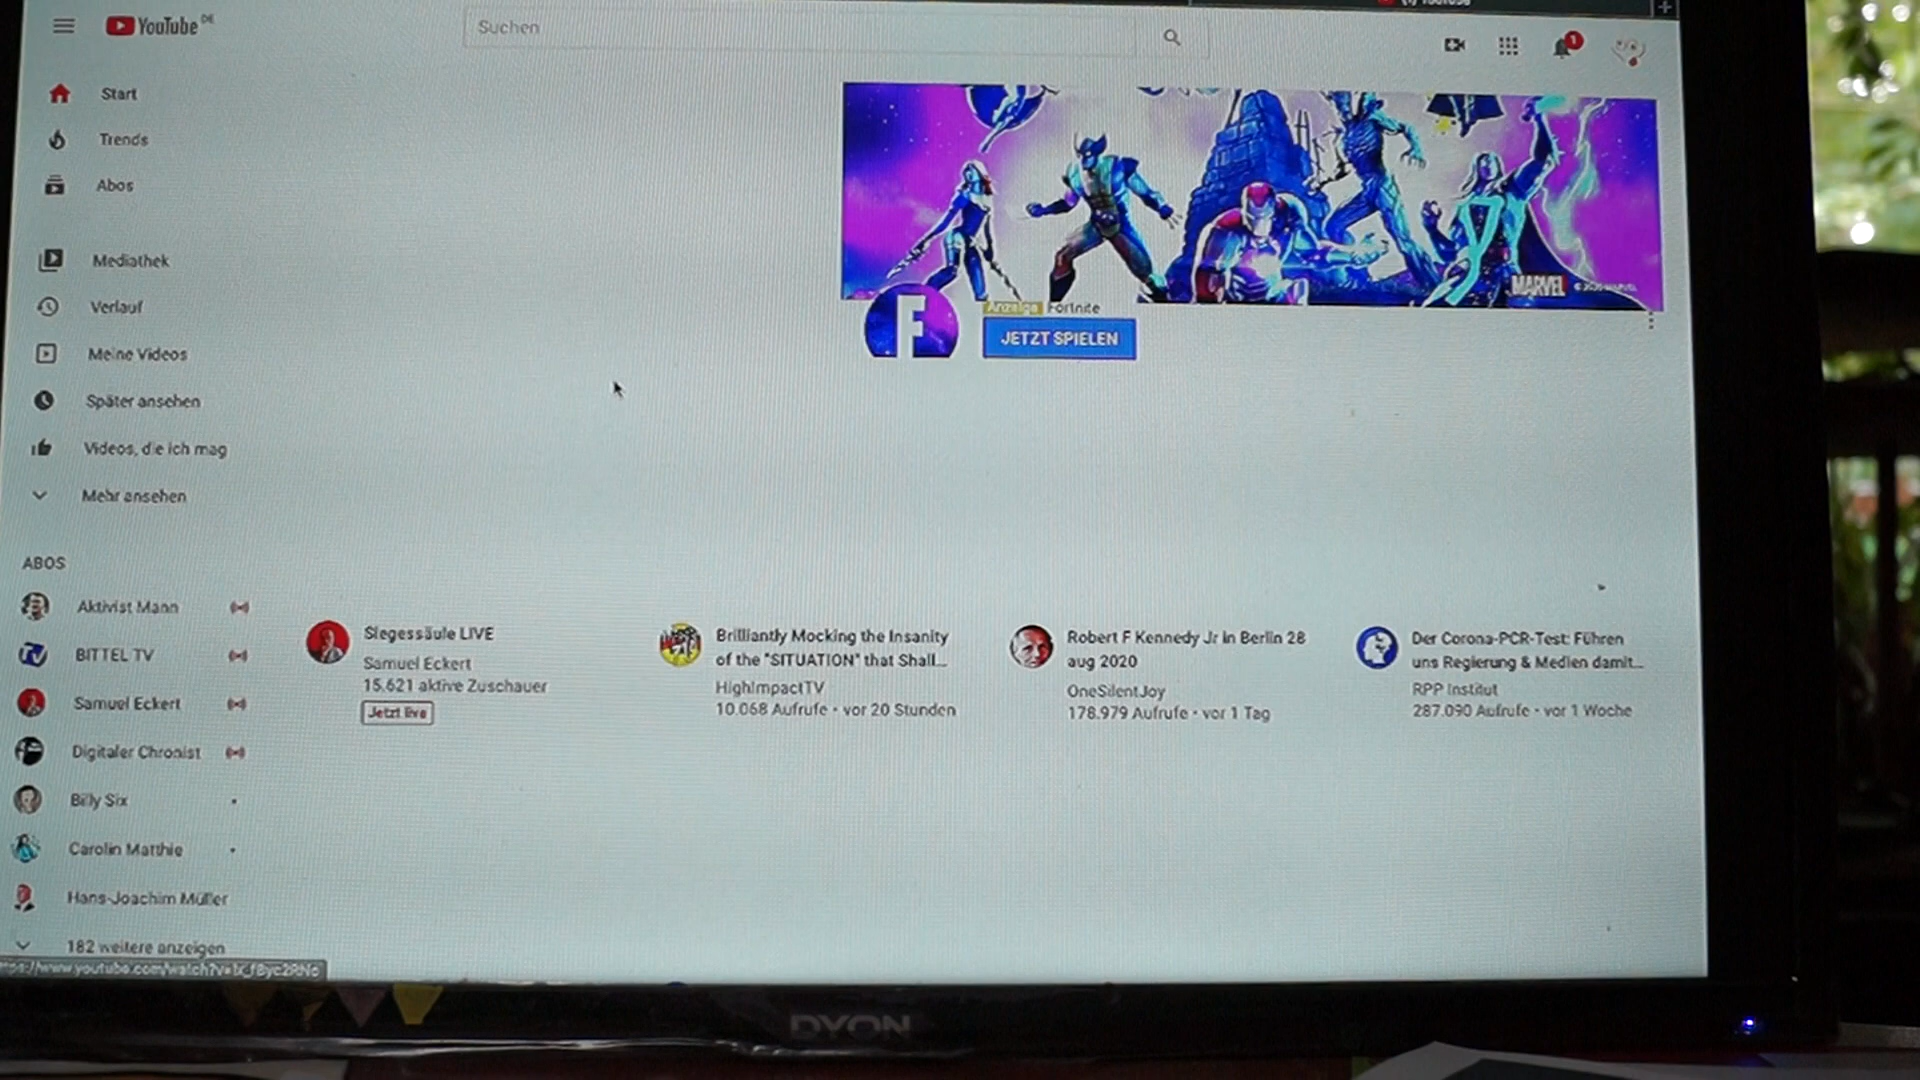 YouTube DE
Suchen
1
Start
Trends
Abos
Mediathek
Verlauf
Meine Videos
Später ansehen
Videos, die ich mag
Mehr ansehen
MARVEL
Anzeige Fortnite
JETZT SPIELEN
ABOS
Aktivist Mann
BITTEL TV
Samuel Eckert
Digitaler Chronist
Billy Six
Carolin Matthie
Hans-Joachim Müller
182 weitere anzeigen
Siegessäule LIVE
Samuel Eckert
15.621 aktive Zuschauer
Jetzt live
Brilliantly Mocking the Insanity
of the "SITUATION" that Shall...
HighImpactTV
10.068 Aufrufe • vor 20 Stunden
Robert F Kennedy Jr in Berlin 28
aug 2020
OneSilentJoy
178.979 Aufrufe • vor 1 Tag
Der Corona-PCR-Test: Führen
uns Regierung & Medien damit...
RPP Institut
287.090 Aufrufe • vor 1 Woche
DYON